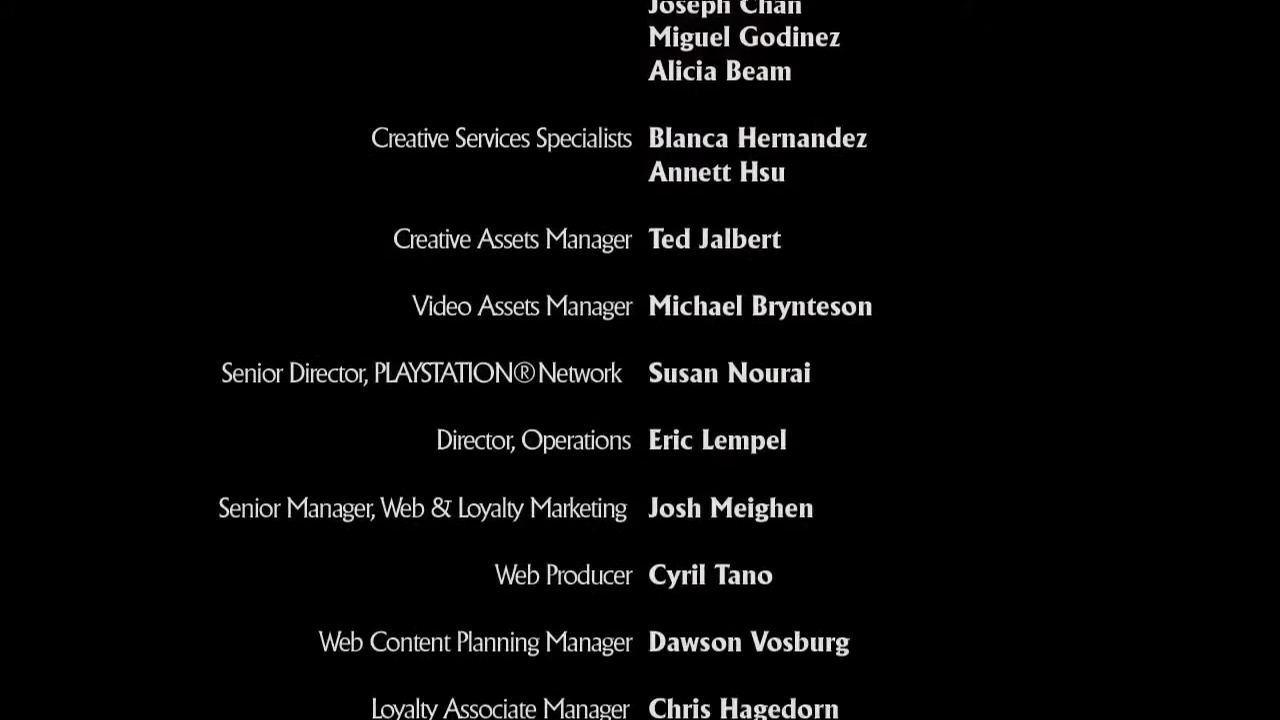 Joseph Chan
Miguel Godinez
Alicia Beam
Creative Services Specialists Blanca Hernandez
Annett Hsu
Creative Assets Manager Ted Jalbert
Video Assets Manager Michael Brynteson
Senior Director, PLAYSTATION® Network Susan Nourai
Director, Operations Eric Lempel
Senior Manager, Web & Loyalty Marketing Josh Meighen
Web Producer Cyril Tano
Web Content Planning Manager Dawson Vosburg
Loyalty Associate Manager Chris Hagedorn